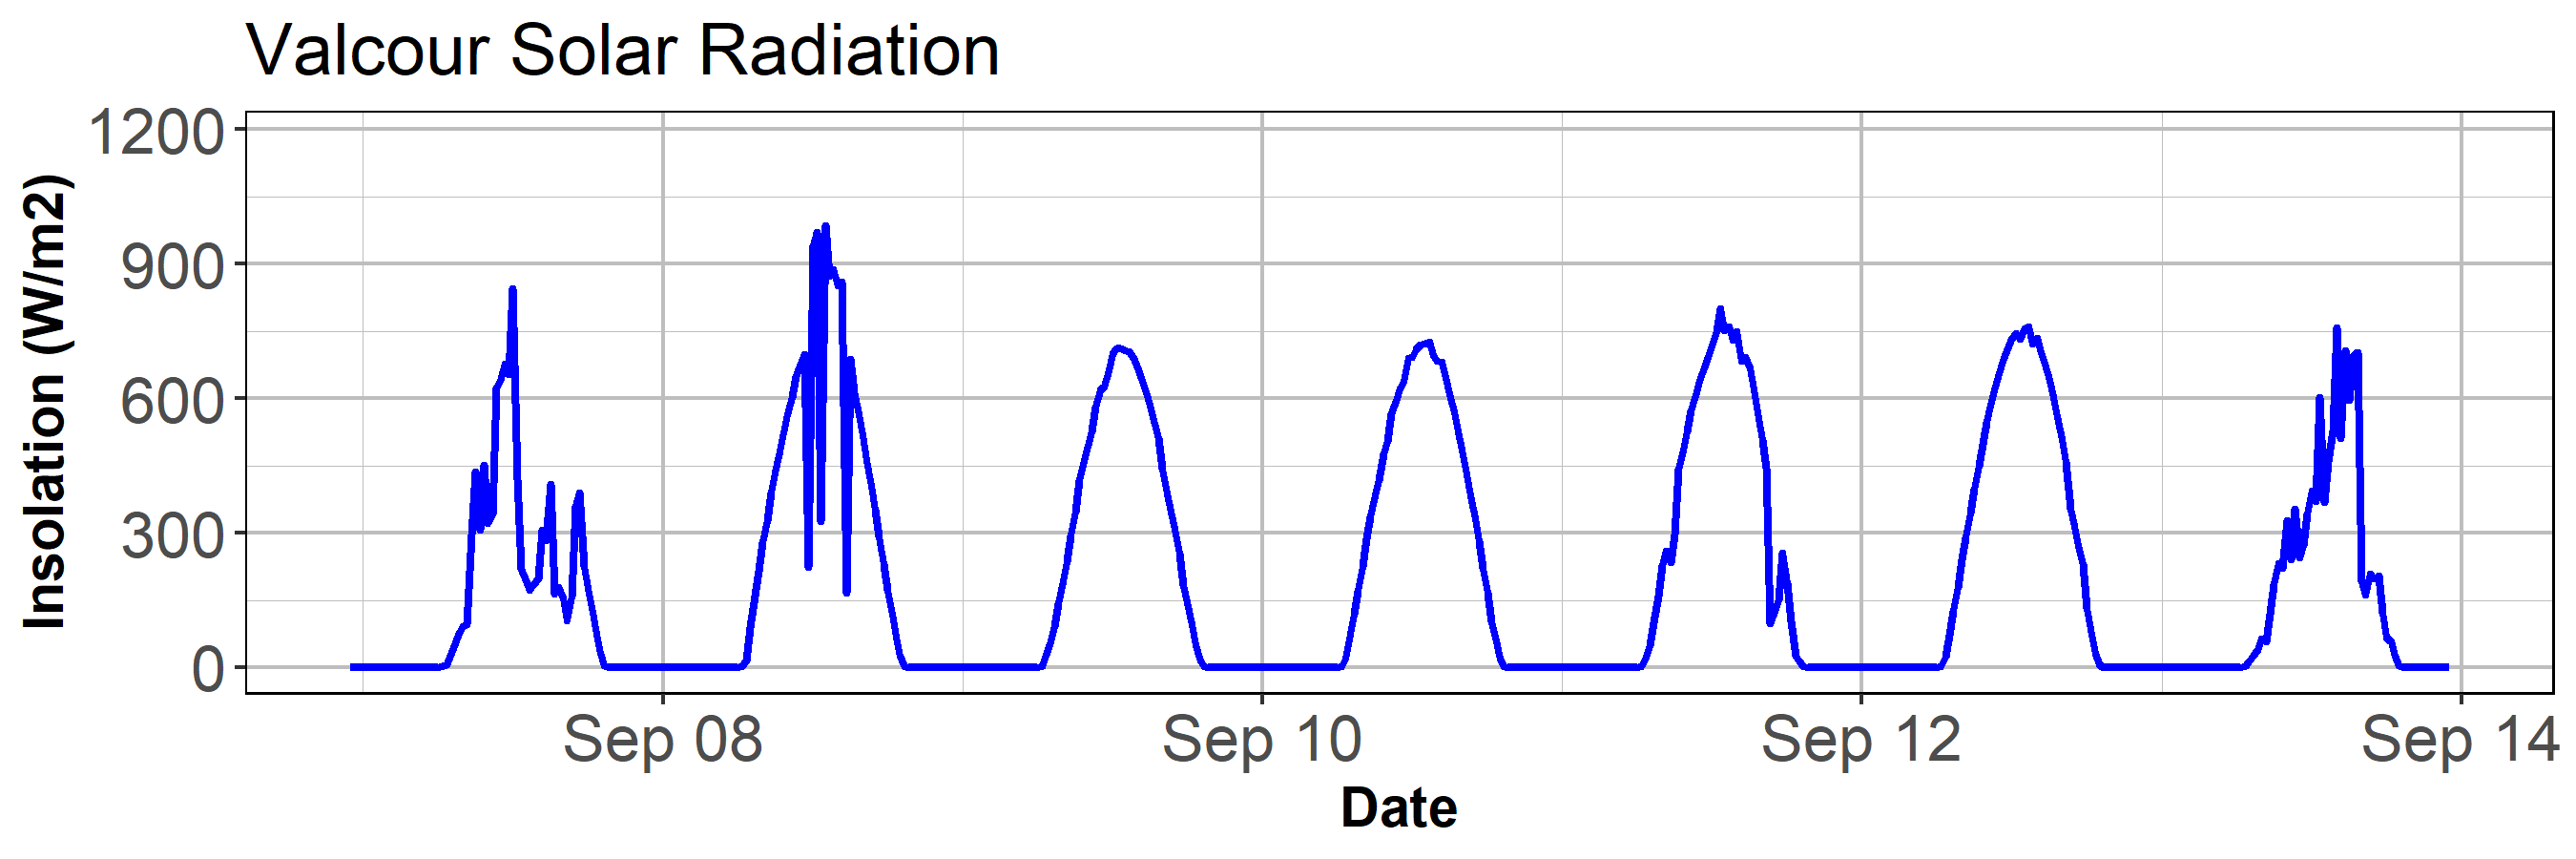 Valcour Solar Radiation
Insolation (W/m2)
1200
900
600
300
0
Sep 08 Sep 10 Sep 12 Sep 14
Date